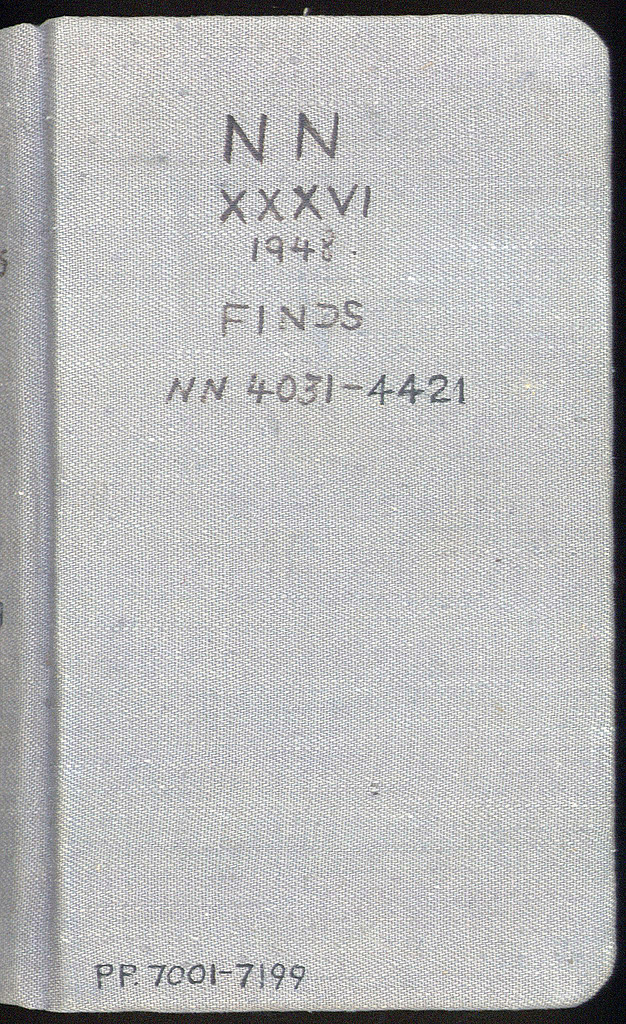 NN
XXXVI
1948.
FINDS
NN 4031-4421
PP. 7001-7199